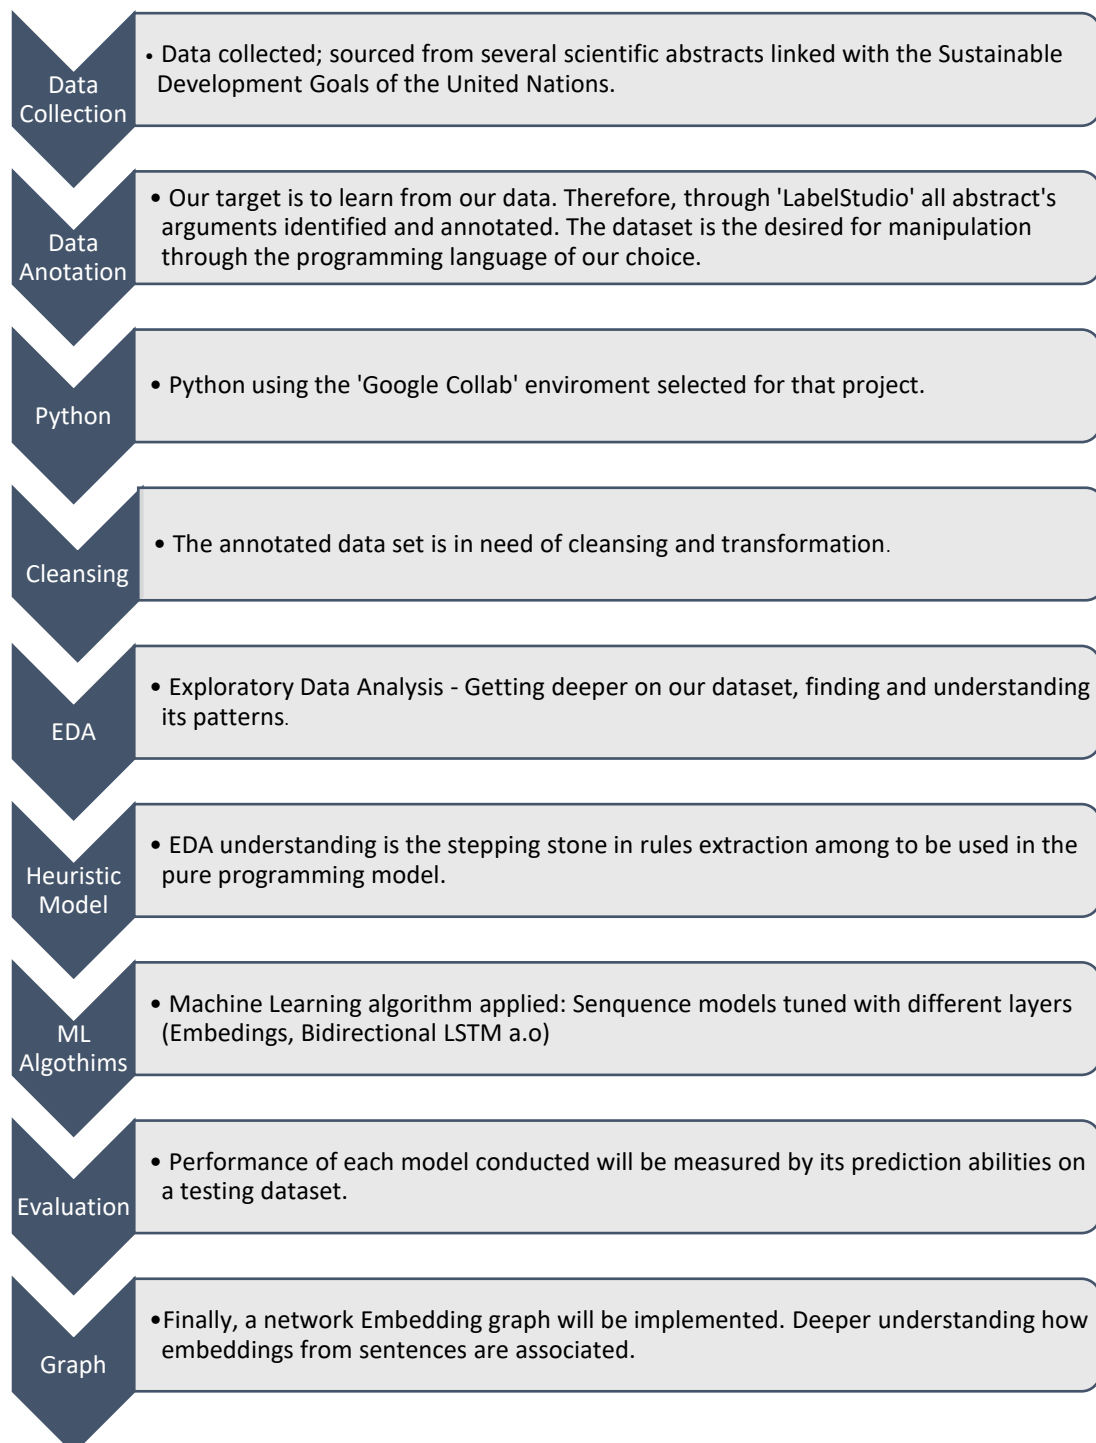 Data
Collection
• Data collected; sourced from several scientific abstracts linked with the Sustainable
Development Goals of the United Nations.
Data
Anotation
• Our target is to learn from our data. Therefore, through 'LabelStudio' all abstract's
arguments identified and annotated. The dataset is the desired for manipulation
through the programming language of our choice.
Python
• Python using the 'Google Collab' enviroment selected for that project.
Cleansing
• The annotated data set is in need of cleansing and transformation.
EDA
• Exploratory Data Analysis - Getting deeper on our dataset, finding and understanding
its patterns.
Heuristic
Model
• EDA understanding is the stepping stone in rules extraction among to be used in the
pure programming model.
ML
Algothims
• Machine Learning algorithm applied: Senquence models tuned with different layers
(Embedings, Bidirectional LSTM a.o)
Evaluation
• Performance of each model conducted will be measured by its prediction abilities on
a testing dataset.
Graph
•Finally, a network Embedding graph will be implemented. Deeper understanding how
embeddings from sentences are associated.